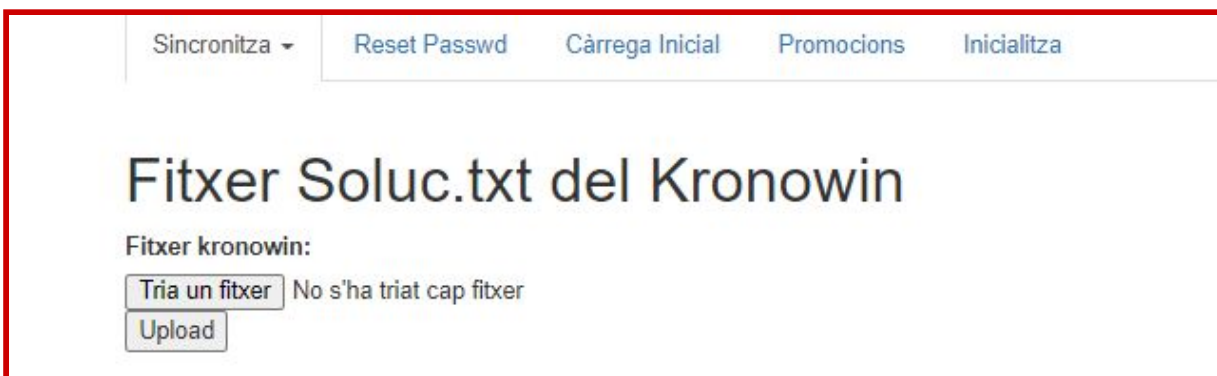 Sincronitza Reset Passwd Càrrega Inicial Promocions Inicialitza
Fitxer Soluc.txt del Kronowin
Fitxer kronowin:
Tria un fitxer No s'ha triat cap fitxer
Upload